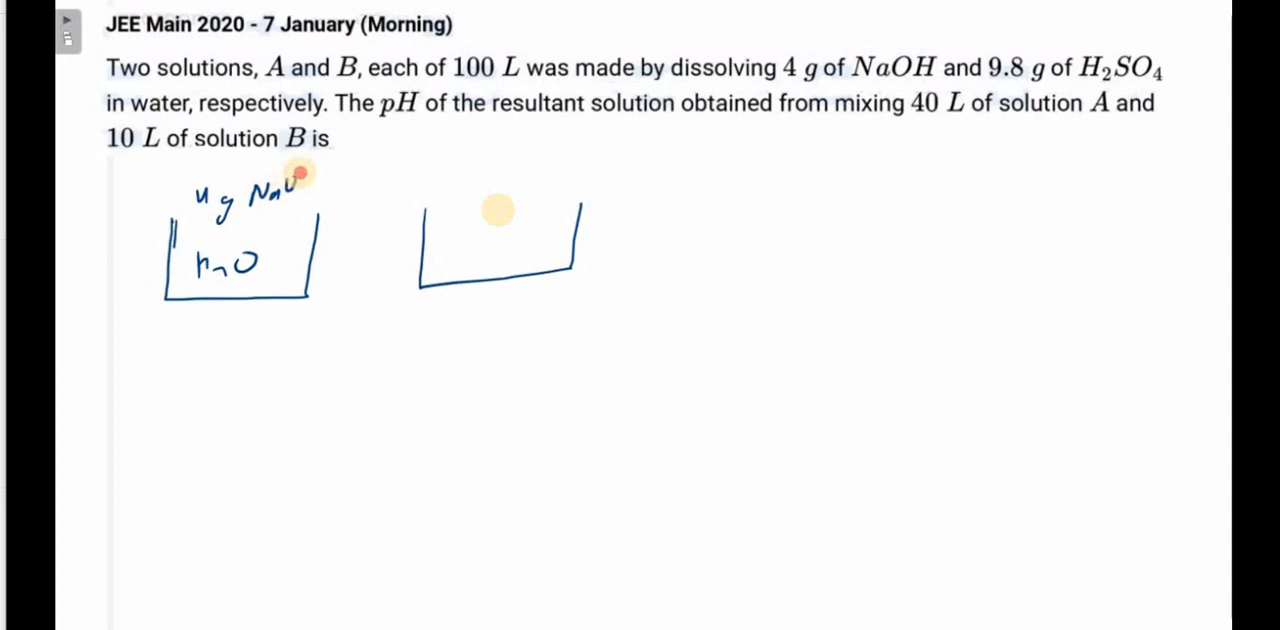 JEE Main 2020 - 7 January (Morning)
Two solutions, A and B, each of 100 L was made by dissolving 4 g of NaOH and 9.8 g of H₂SO₄
in water, respectively. The pH of the resultant solution obtained from mixing 40 L of solution A and
10 L of solution B is
4 g Na